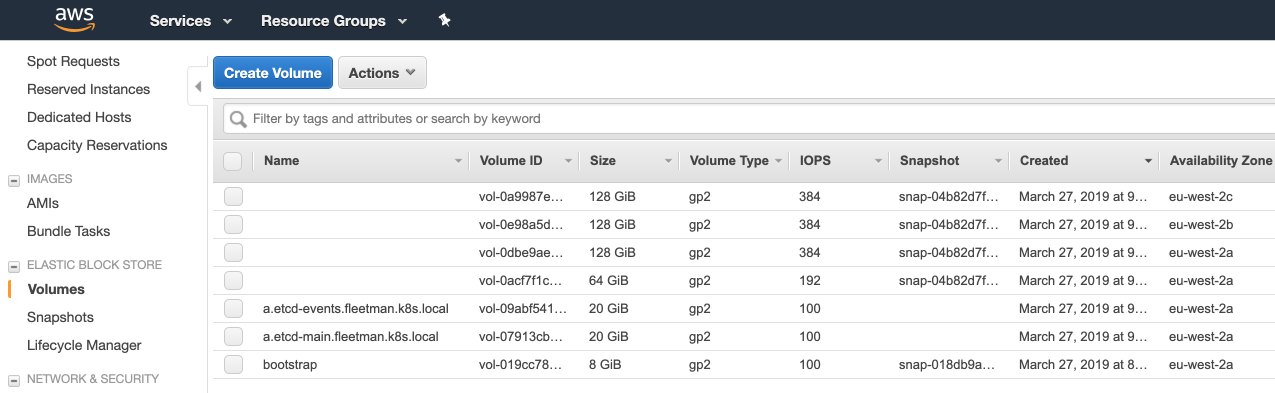 aws Services Resource Groups
Spot Requests
Reserved Instances
Dedicated Hosts
Capacity Reservations
IMAGES
AMIs
Bundle Tasks
ELASTIC BLOCK STORE
Volumes
Snapshots
Lifecycle Manager
NETWORK & SECURITY
Create Volume Actions
Filter by tags and attributes or search by keyword
Name Volume ID Size Volume Type IOPS Snapshot Created Availability Zone
vol-0a9987e... 128 GiB gp2 384 snap-04b82d7f... March 27, 2019 at 9... eu-west-2c
vol-0e98a5d... 128 GiB gp2 384 snap-04b82d7f... March 27, 2019 at 9... eu-west-2b
vol-0dbe9ae... 128 GiB gp2 384 snap-04b82d7f... March 27, 2019 at 9... eu-west-2a
vol-0acf7f1c... 64 GiB gp2 192 snap-04b82d7f... March 27, 2019 at 9... eu-west-2a
a.etcd-events.fleetman.k8s.local vol-09abf541... 20 GiB gp2 100 March 27, 2019 at 9... eu-west-2a
a.etcd-main.fleetman.k8s.local vol-07913cb... 20 GiB gp2 100 March 27, 2019 at 9... eu-west-2a
bootstrap vol-019cc78... 8 GiB gp2 100 snap-018db9a... March 27, 2019 at 8... eu-west-2a